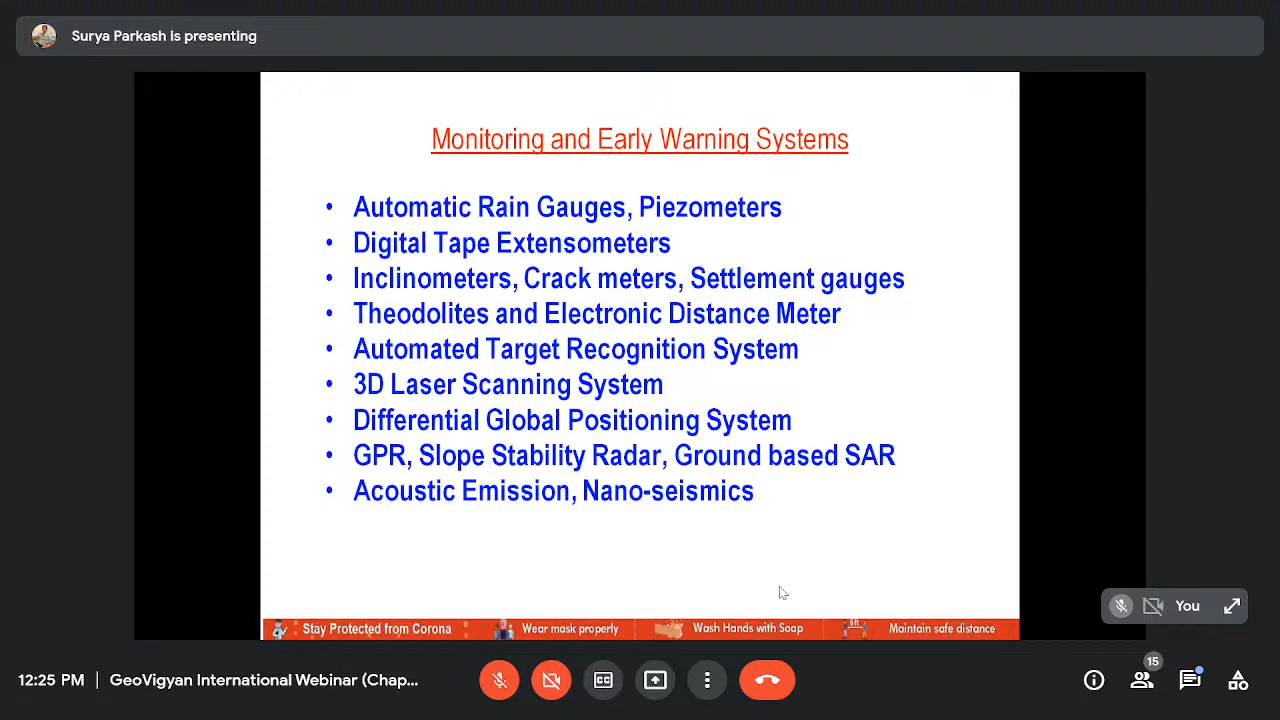 Surya Parkash is presenting
Monitoring and Early Warning Systems
• Automatic Rain Gauges, Piezometers
• Digital Tape Extensometers
• Inclinometers, Crack meters, Settlement gauges
• Theodolites and Electronic Distance Meter
• Automated Target Recognition System
• 3D Laser Scanning System
• Differential Global Positioning System
• GPR, Slope Stability Radar, Ground based SAR
• Acoustic Emission, Nano-seismics
You
Stay Protected from Corona
Wear mask properly
Wash Hands with Soap
6ft
Maintain safe distance
12:25 PM | GeoVigyan International Webinar (Chap...
15